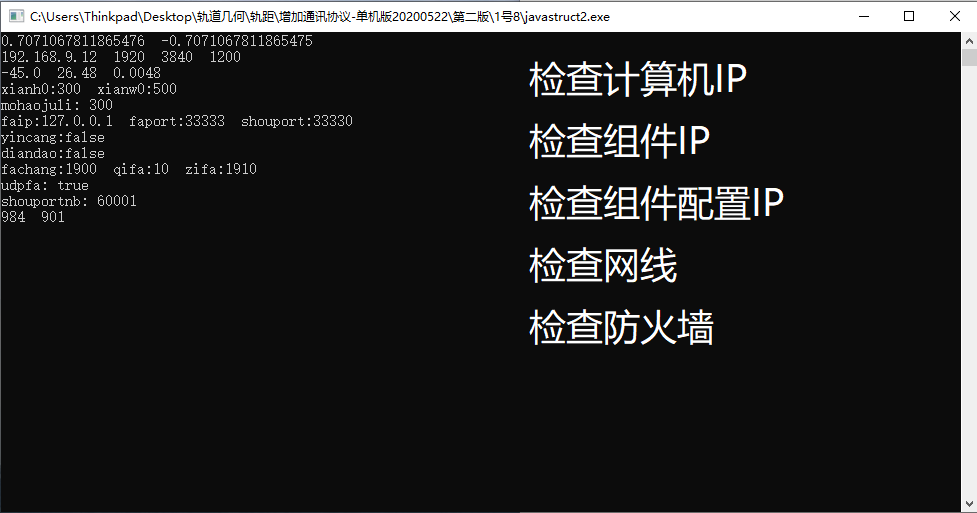 C:\Users\Thinkpad\Desktop\轨道几何\轨距\增加通讯协议-单机版20200522\第二版\1号8\javastruct2.exe
0.7071067811865476  -0.7071067811865475
192.168.9.12  1920  3840  1200
-45.0  26.48  0.0048
xianh0:300  xianw0:500
mohaojuli: 300
faip:127.0.0.1  faport:33333  shouport:33330
yincang:false
diandao:false
fachang:1900  qifa:10  zifa:1910
udpfa: true
shouportnb: 60001
984  901
检查计算机IP
检查组件IP
检查组件配置IP
检查网线
检查防火墙